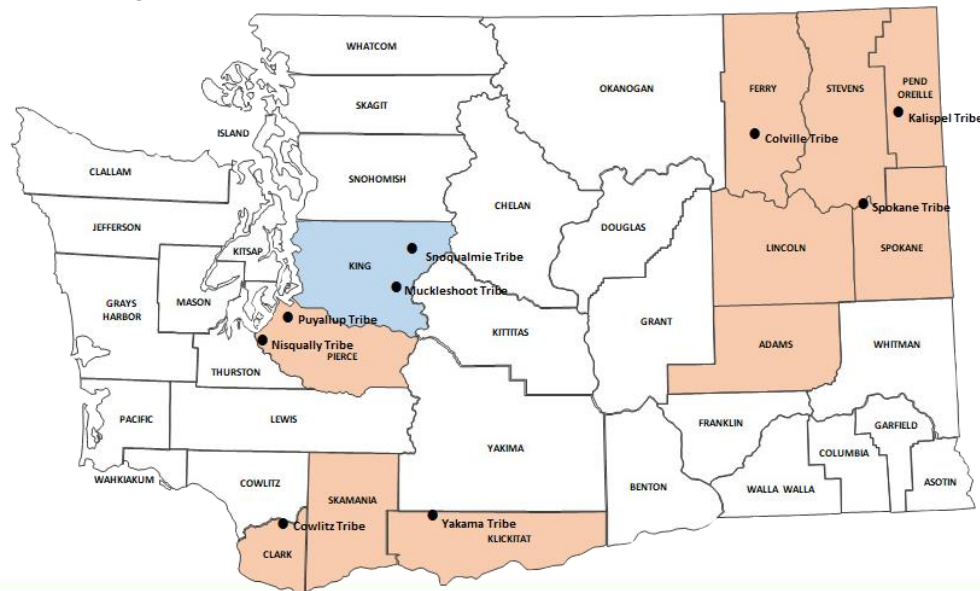 WHATCOM
SKAGIT
ISLAND
CLALLAM
SNOHOMISH
JEFFERSON
KITSAP
KING
Snoqualmie Tribe
Muckleshoot Tribe
GRAYS
HARBOR
MASON
Puyallup Tribe
Nisqually Tribe
PIERCE
THURSTON
PACIFIC
LEWIS
WAHKIAKUM
COWLITZ
SKAMANIA
Cowlitz Tribe
CLARK
OKANOGAN
CHELAN
DOUGLAS
KITTITAS
GRANT
YAKIMA
Yakama Tribe
KLICKITAT
BENTON
FERRY
STEVENS
PEND
OREILLE
Kalispel Tribe
Colville Tribe
Spokane Tribe
LINCOLN
SPOKANE
ADAMS
WHITMAN
FRANKLIN
WALLA WALLA
COLUMBIA
GARFIELD
ASOTIN